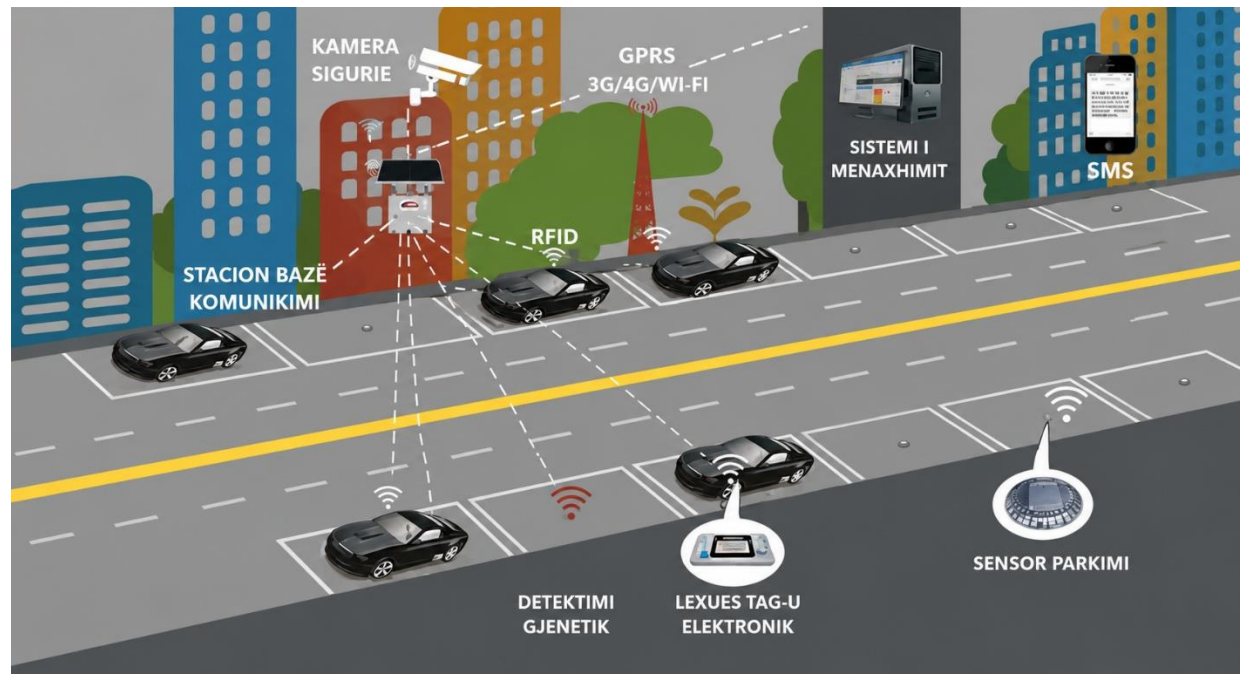 KAMERA
SIGURIE
GPRS
3G/4G/WI-FI
SISTEMI I
MENAXHIMIT
SMS
RFID
STACION BAZË
KOMUNIKIMI
DETEKTIMI
GJENETIK
LEXUES TAG-U
ELEKTRONIK
SENSOR PARKIMI